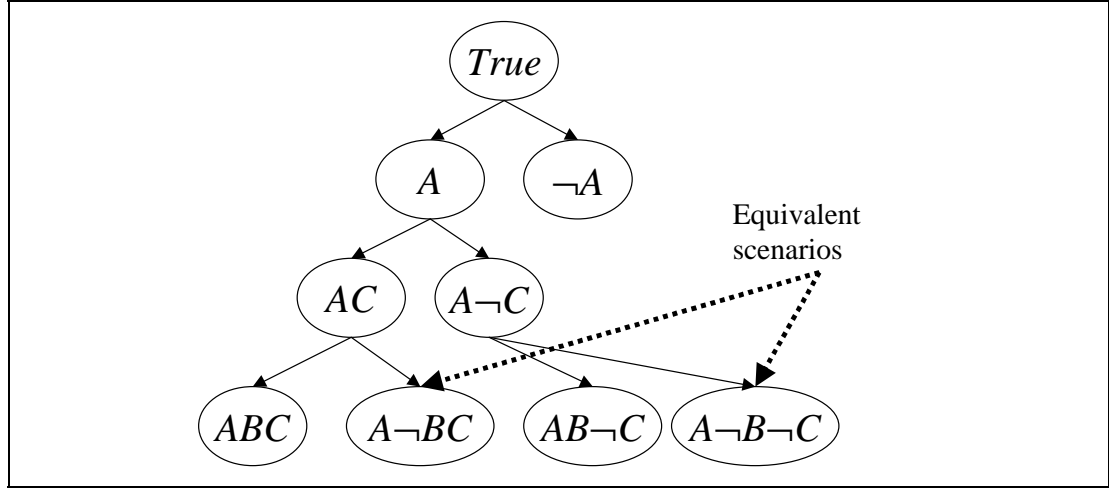 True
A
¬A
Equivalent
scenarios
AC
A¬C
ABC
A¬BC
AB¬C
A¬B¬C